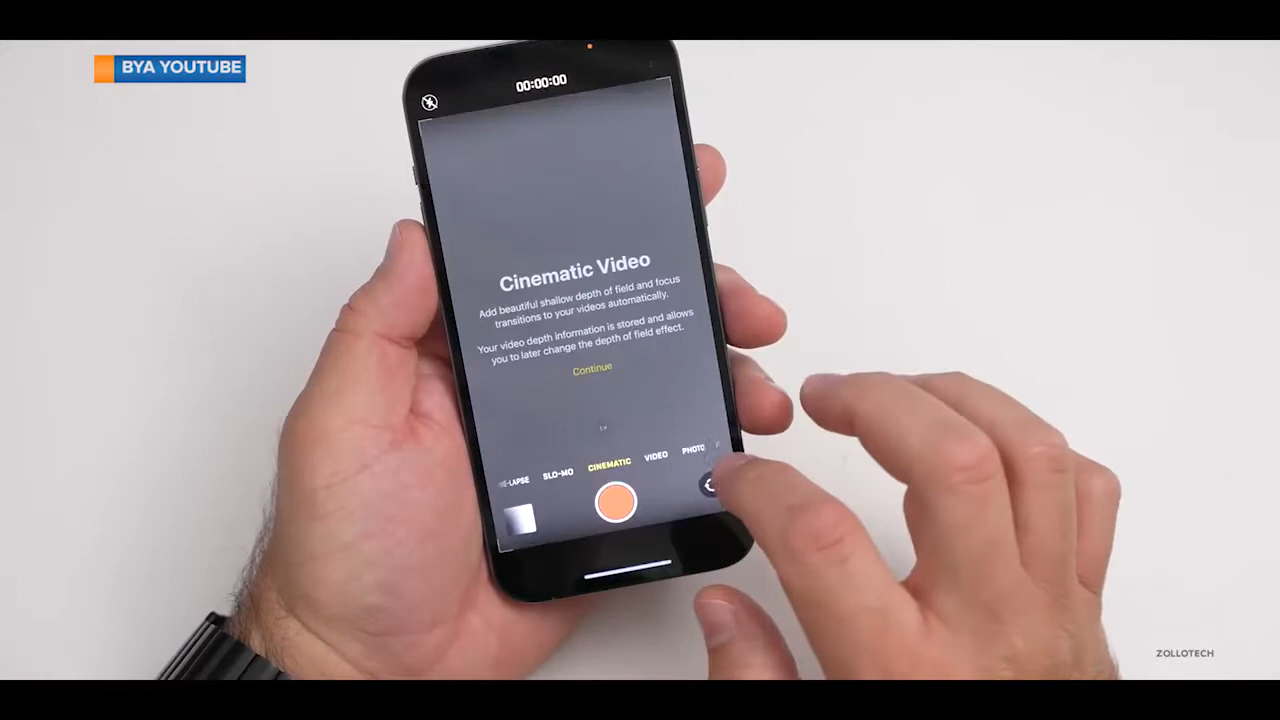 BYA YOUTUBE
00:00:00
Cinematic Video
Add beautiful shallow depth of field and focus
transitions to your videos automatically.
Your video depth information is stored and allows
you to later change the depth of field effect.
Continue
E-LAPSE SLO-MO CINEMATIC VIDEO PHOTO
ZOLLOTECH